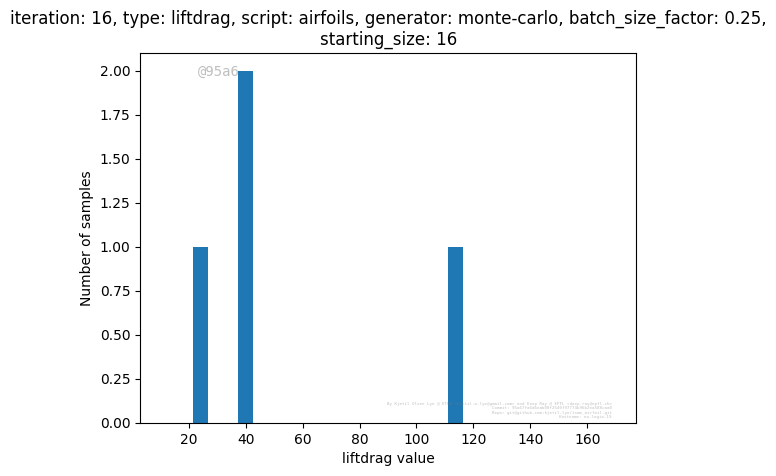 iteration: 16, type: liftdrag, script: airfoils, generator: monte-carlo, batch_size_factor: 0.25,
starting_size: 16
@95a6
2.00
1.75
1.50
1.25
1.00
0.75
0.50
0.25
0.00
Number of samples
20 40 60 80 100 120 140 160
liftdrag value